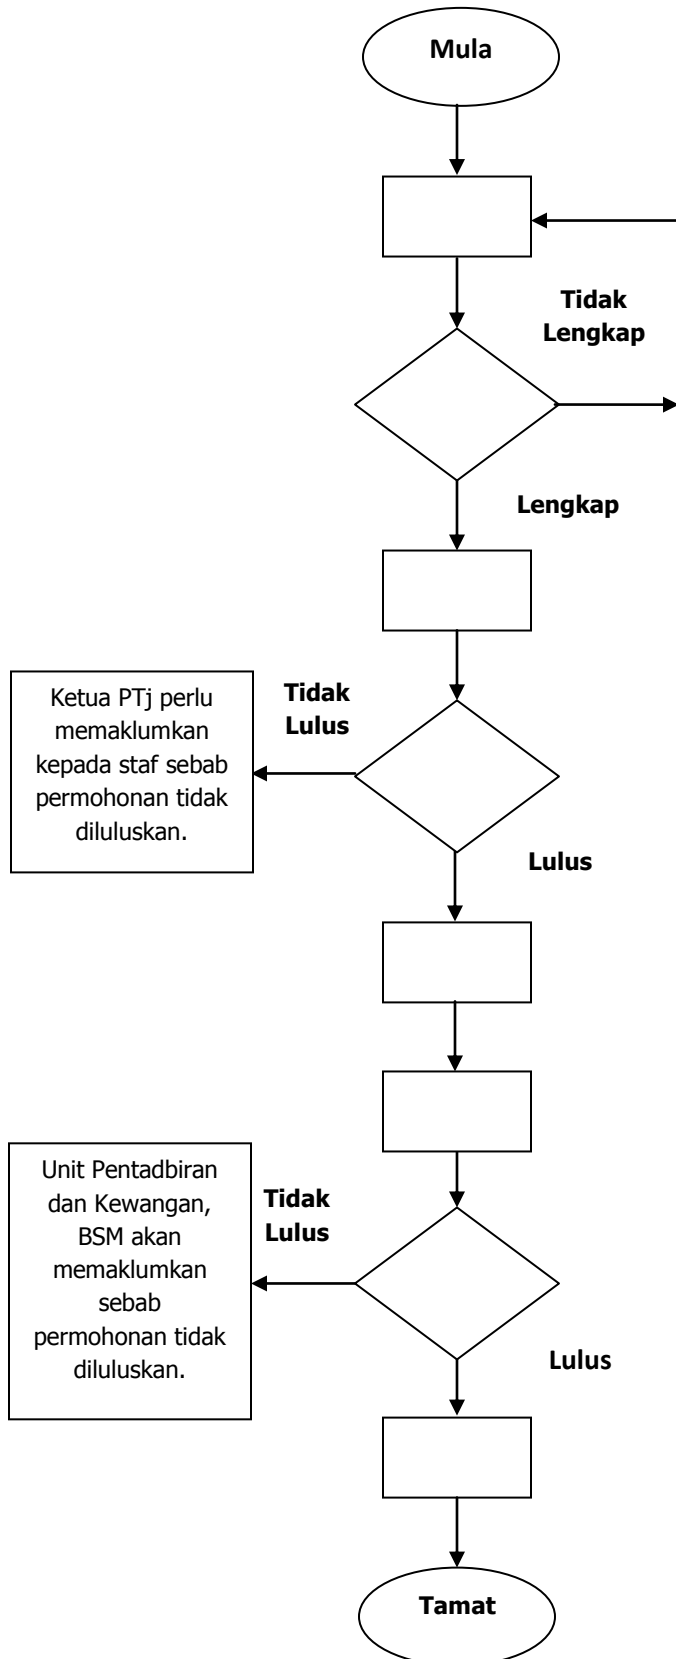 Mula
Tidak
Lengkap
Lengkap
Tidak
Lulus
Ketua PTj perlu
memaklumkan
kepada staf sebab
permohonan tidak
diluluskan.
Lulus
Unit Pentadbiran
dan Kewangan,
BSM akan
memaklumkan
sebab
permohonan tidak
diluluskan.
Tidak
Lulus
Lulus
Tamat